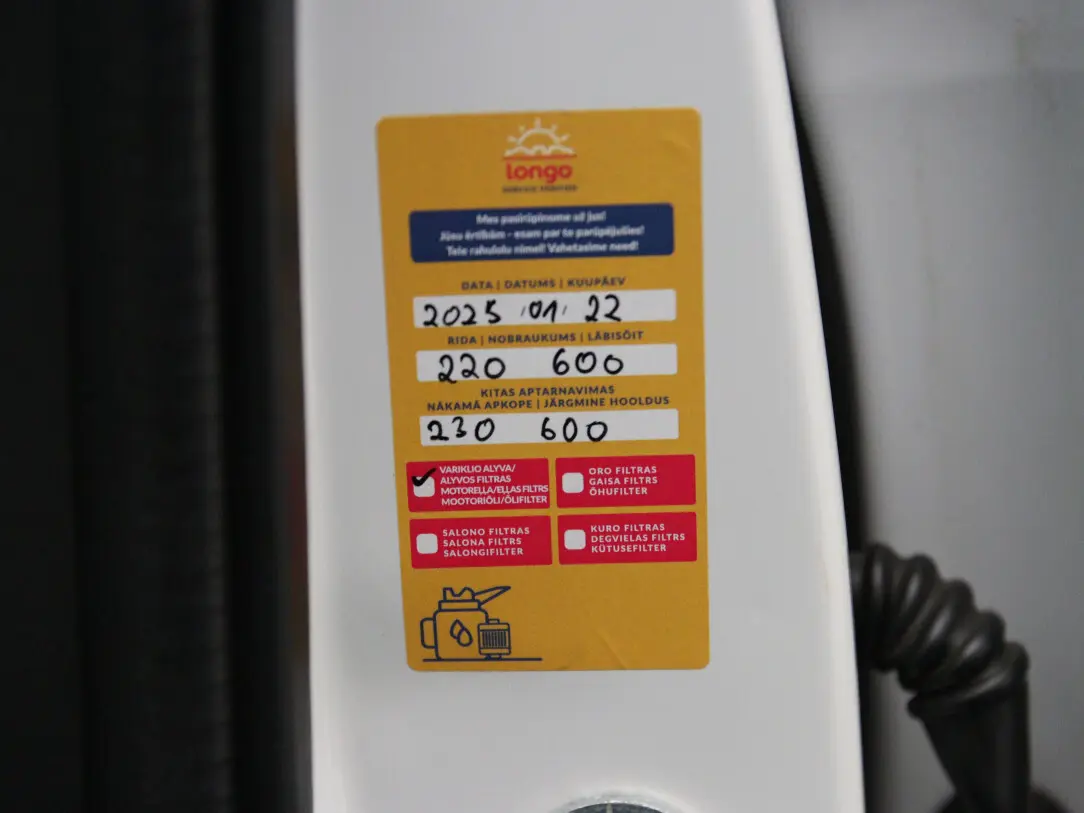 longo
Mes pasirūpinsime už jus!
Jūsu ērtībām - esam par to parūpējušies!
Teie rahulolu nimel! Vahetasime need!
DATA | DATUMS | KUUPÄEV
2025 01 22
RIDA | NOBRAUKUMS | LÄBISÕIT
220 600
KITAS APTARNAVIMAS
NĀKAMĀ APKOPE | JÄRGMINE HOOLDUS
230 600
VARIKLIO ALYVA/
ALYVOS FILTRAS
MOTOREĻĻA/EĻĻAS FILTRS
MOOTORIÕLI/ÕLIFILTER
ORO FILTRAS
GAISA FILTRS
ÕHUFILTER
SALONO FILTRAS
SALONA FILTRS
SALONGIFILTER
KURO FILTRAS
DEGVIELAS FILTRS
KÜTUSEFILTER